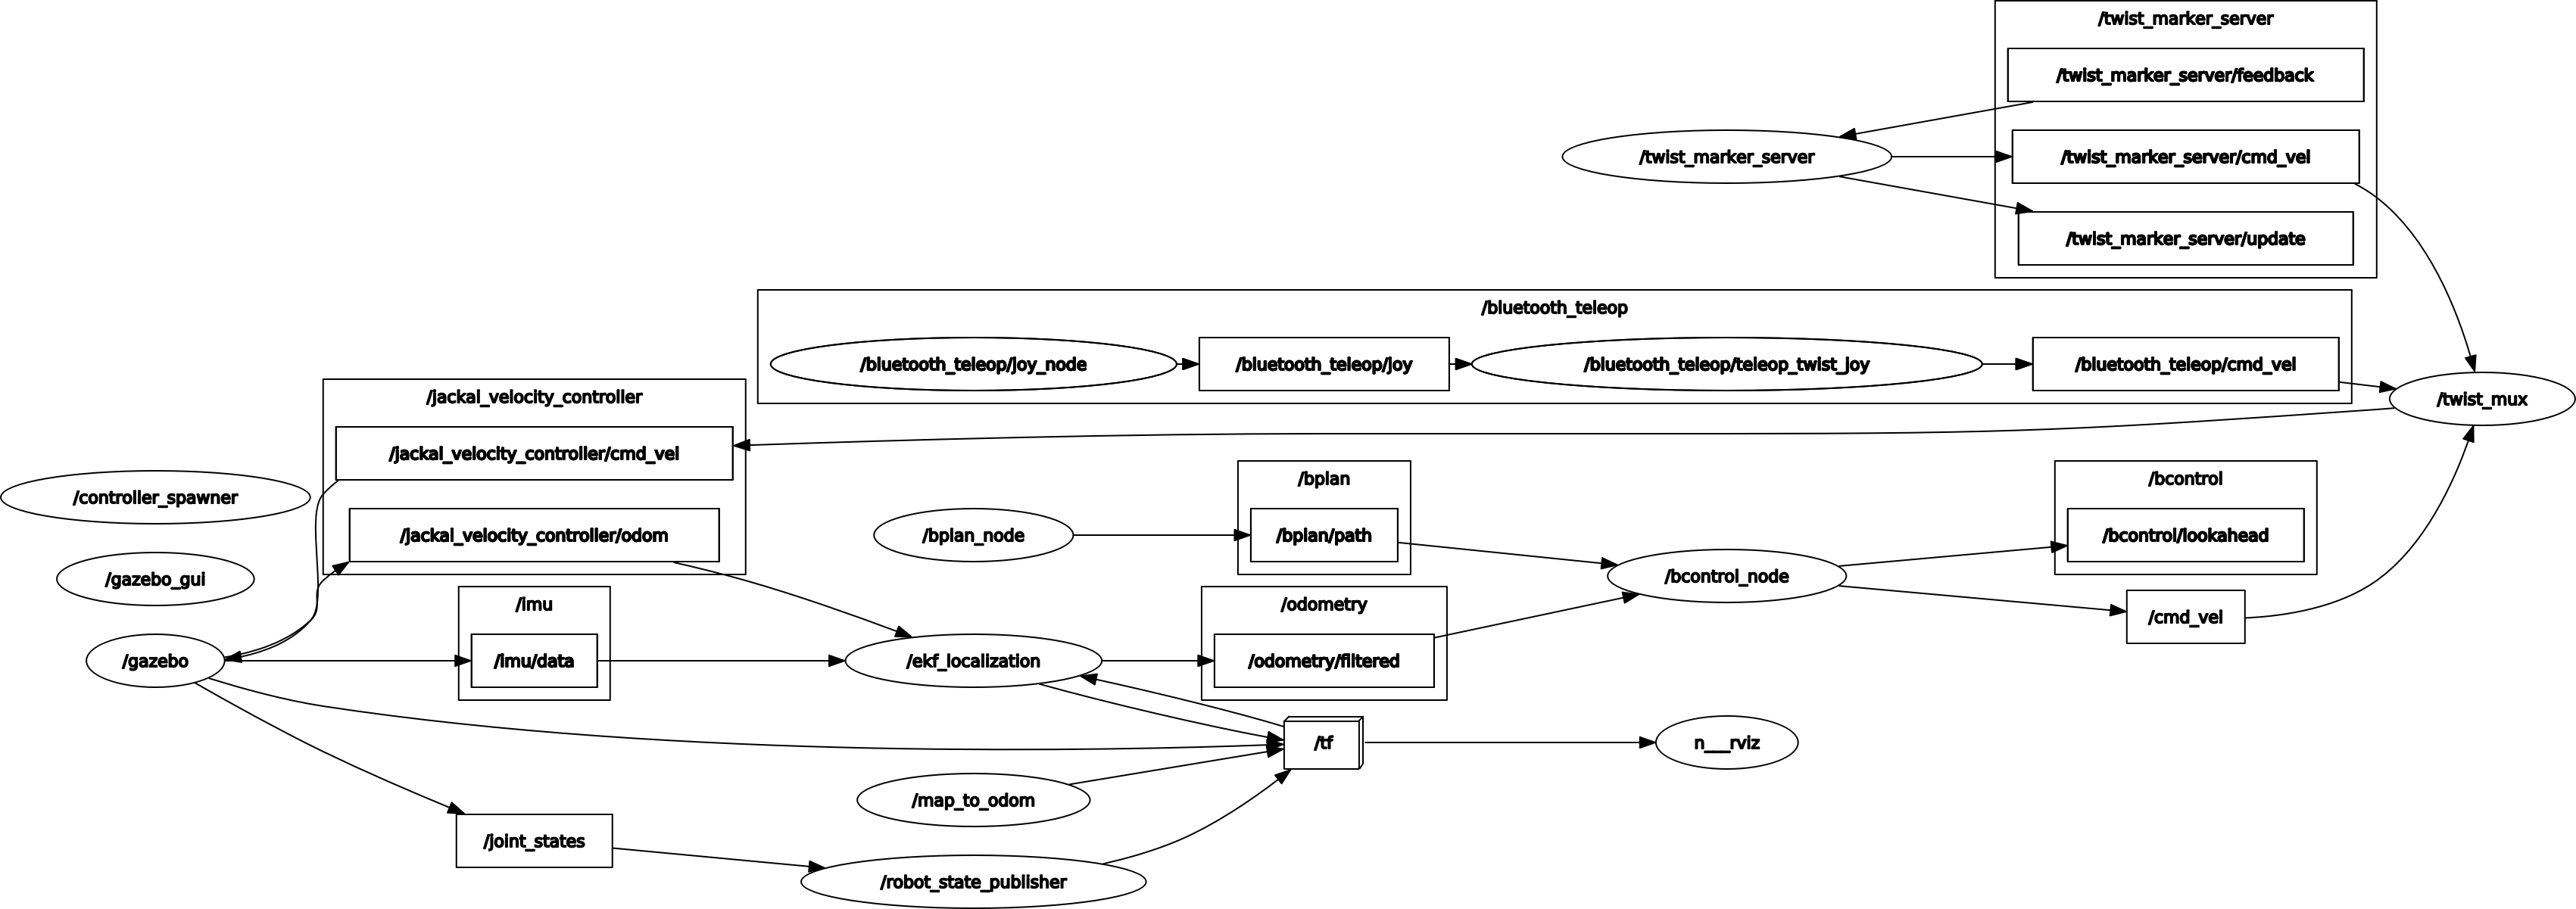 /twist_marker_server
/twist_marker_server/feedback
/twist_marker_server
/twist_marker_server/cmd_vel
/twist_marker_server/update
/bluetooth_teleop
/bluetooth_teleop/joy_node
/bluetooth_teleop/joy
/bluetooth_teleop/teleop_twist_joy
/bluetooth_teleop/cmd_vel
/twist_mux
/jackal_velocity_controller
/jackal_velocity_controller/cmd_vel
/controller_spawner
/jackal_velocity_controller/odom
/bplan_node
/bplan
/bplan/path
/bcontrol
/bcontrol/lookahead
/gazebo_gui
/bcontrol_node
/imu
/odometry
/cmd_vel
/gazebo
/imu/data
/ekf_localization
/odometry/filtered
/tf
n___rviz
/map_to_odom
/joint_states
/robot_state_publisher